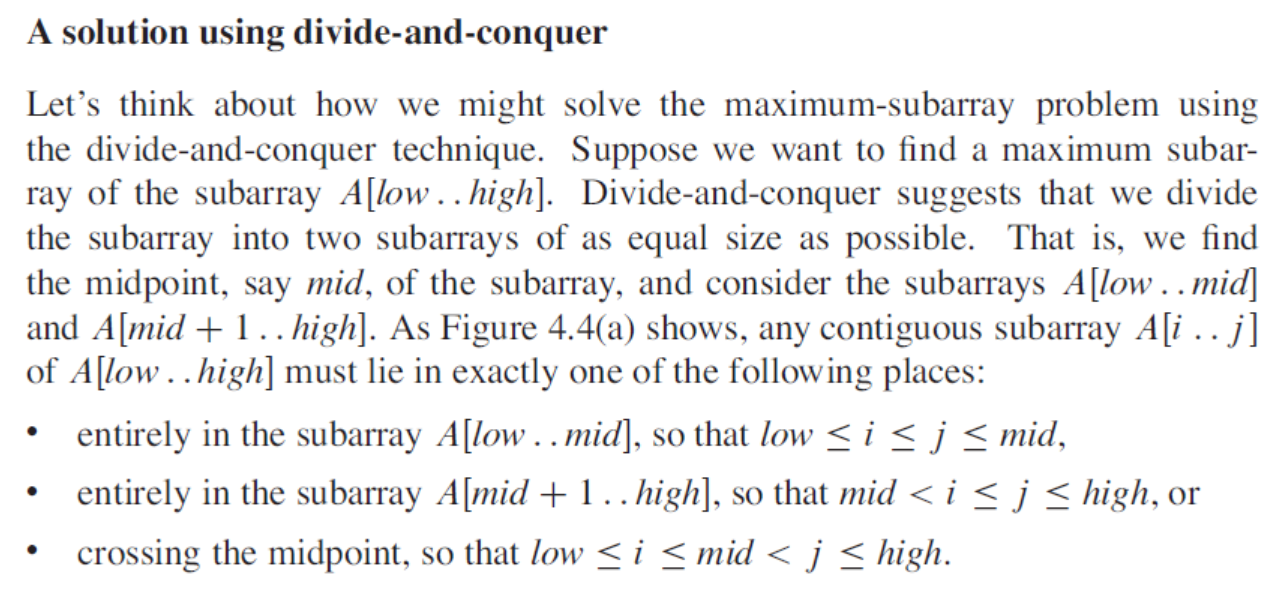 A solution using divide-and-conquer
Let's think about how we might solve the maximum-subarray problem using
the divide-and-conquer technique. Suppose we want to find a maximum subar-
ray of the subarray A[low . . high]. Divide-and-conquer suggests that we divide
the subarray into two subarrays of as equal size as possible. That is, we find
the midpoint, say mid, of the subarray, and consider the subarrays A[low . . mid]
and A[mid + 1 . . high]. As Figure 4.4(a) shows, any contiguous subarray A[i . . j]
of A[low . . high] must lie in exactly one of the following places:
• entirely in the subarray A[low . . mid], so that low ≤ i ≤ j ≤ mid,
• entirely in the subarray A[mid + 1 . . high], so that mid < i ≤ j ≤ high, or
• crossing the midpoint, so that low ≤ i ≤ mid < j ≤ high.